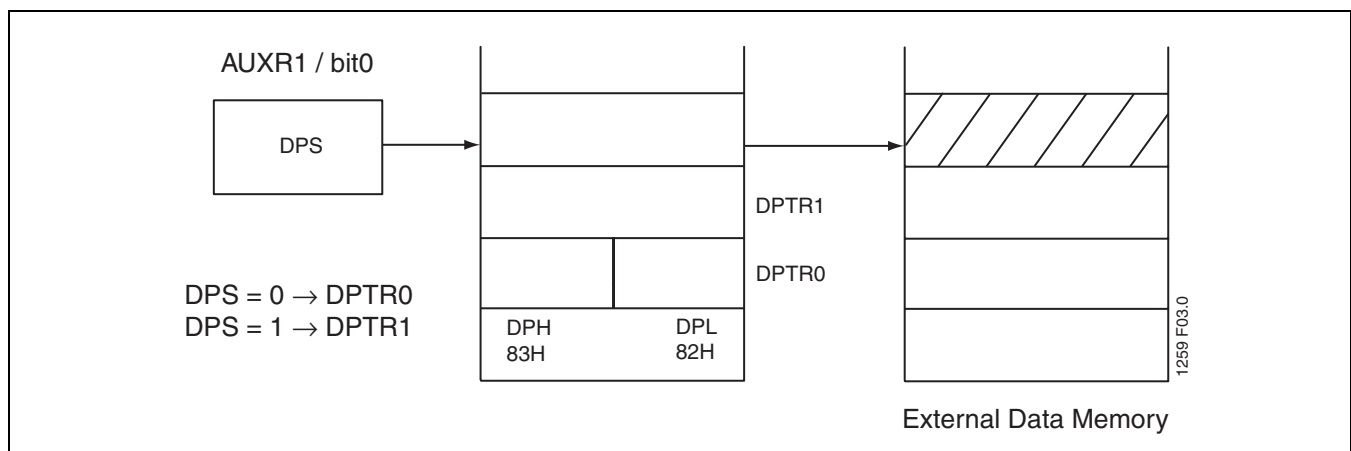 AUXR1 / bit0
DPS
DPTR1
DPTR0
DPS = 0 → DPTR0
DPS = 1 → DPTR1
DPH DPL
83H 82H
External Data Memory
1259 F03.0